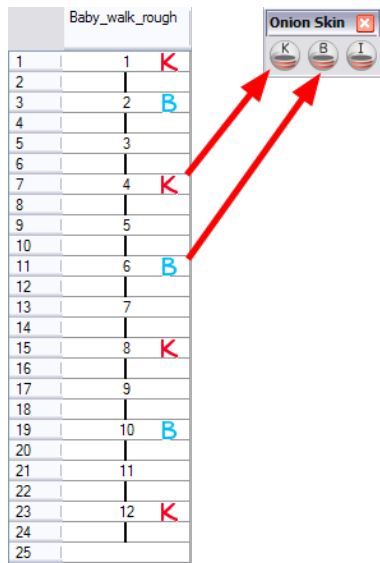 Baby_walk_rough
Onion Skin
K B I
1 1 K
2
3 2 B
4
5 3
6
7 4 K
8
9 5
10
11 6 B
12
13 7
14
15 8 K
16
17 9
18
19 10 B
20
21 11
22
23 12 K
24
25